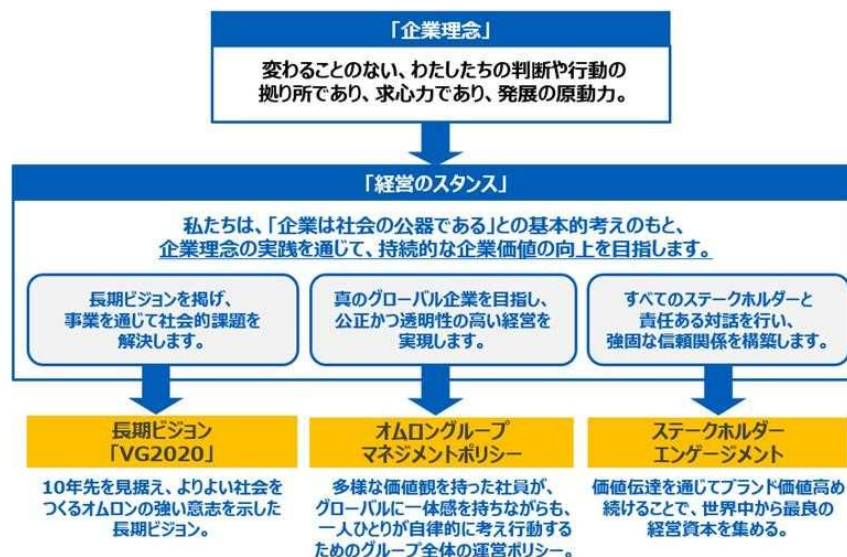 「企業理念」
変わることのない、わたしたちの判断や行動の
拠り所であり、求心力であり、発展の原動力。
「経営のスタンス」
私たちは、「企業は社会の公器である」との基本的考えのもと、
企業理念の実践を通じて、持続的な企業価値の向上を目指します。
長期ビジョンを掲げ、
事業を通じて社会的課題を
解決します。
真のグローバル企業を目指し、
公正かつ透明性の高い経営を
実現します。
すべてのステークホルダーと
責任ある対話を行い、
強固な信頼関係を構築します。
長期ビジョン
「VG2020」
10年先を見据え、よりよい社会を
つくるオムロンの強い意志を示した
長期ビジョン。
オムロングループ
マネジメントポリシー
多様な価値観を持った社員が、
グローバルに一体感を持ちながらも、
一人ひとりが自律的に考え行動する
ためのグループ全体の運営ポリシー。
ステークホルダー
エンゲージメント
価値伝達を通じてブランド価値高め
続けることで、世界中から最良の
経営資本を集める。